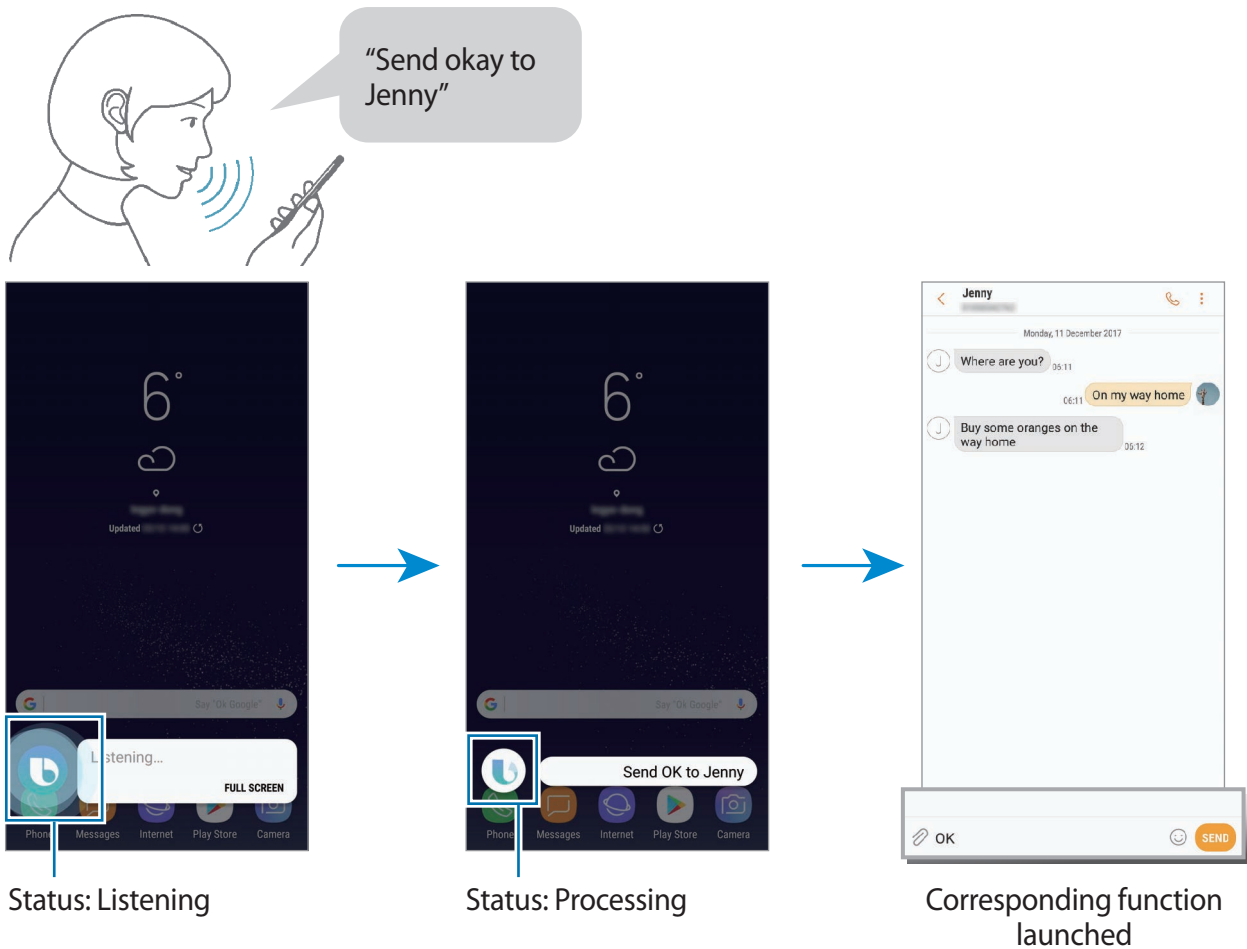 “Send okay to
Jenny”
6°
Updated
G
Say "Ok Google"
Listening...
FULL SCREEN
Phone Messages Internet Play Store Camera
Status: Listening
6°
Updated
G
Say "Ok Google"
Send OK to Jenny
Phone Messages Internet Play Store Camera
Status: Processing
Jenny
Monday, 11 December 2017
J
Where are you? 06:11
06:11 On my way home
J
Buy some oranges on the
way home 06:12
OK SEND
Corresponding function
launched